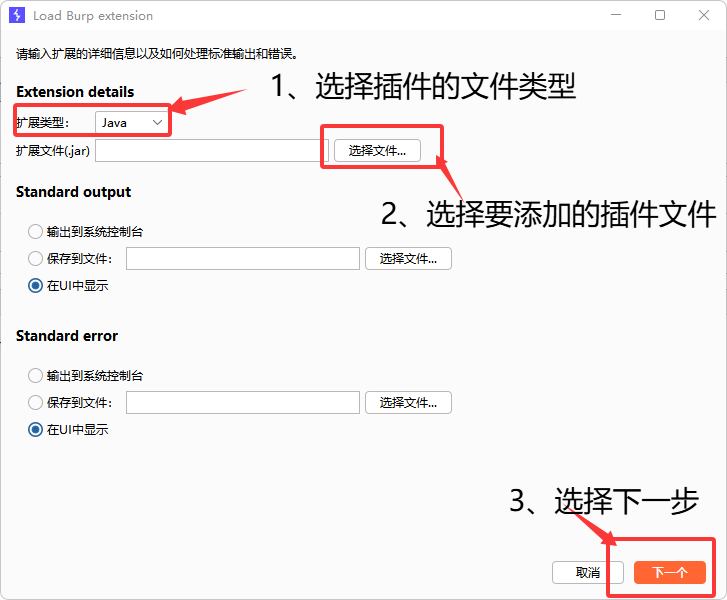 Load Burp extension
请输入扩展的详细信息以及如何处理标准输出和错误。
Extension details
1、选择插件的文件类型
扩展类型: Java
扩展文件(.jar) 选择文件...
Standard output
2、选择要添加的插件文件
输出到系统控制台
保存到文件: 选择文件...
在UI中显示
Standard error
输出到系统控制台
保存到文件: 选择文件...
在UI中显示
3、选择下一步
取消 下一个